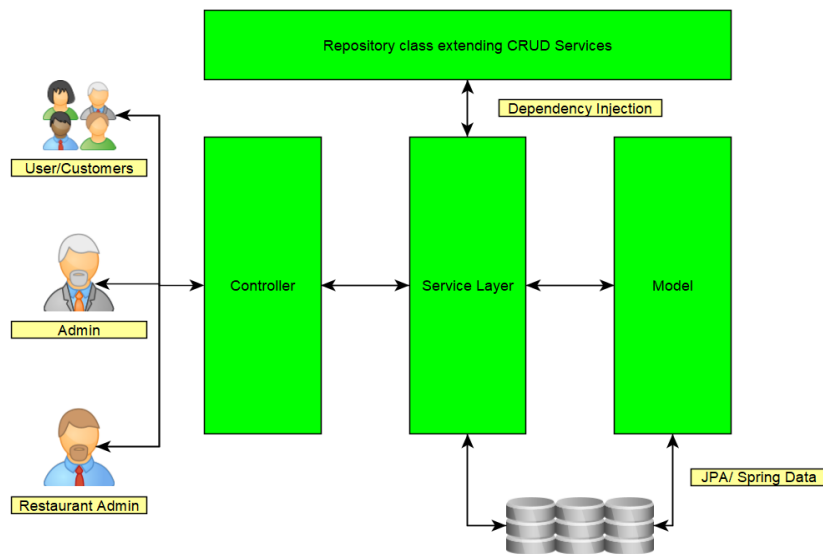 Repository class extending CRUD Services
Dependency Injection
User/Customers
Controller
Service Layer
Model
Admin
Restaurant Admin
JPA/ Spring Data